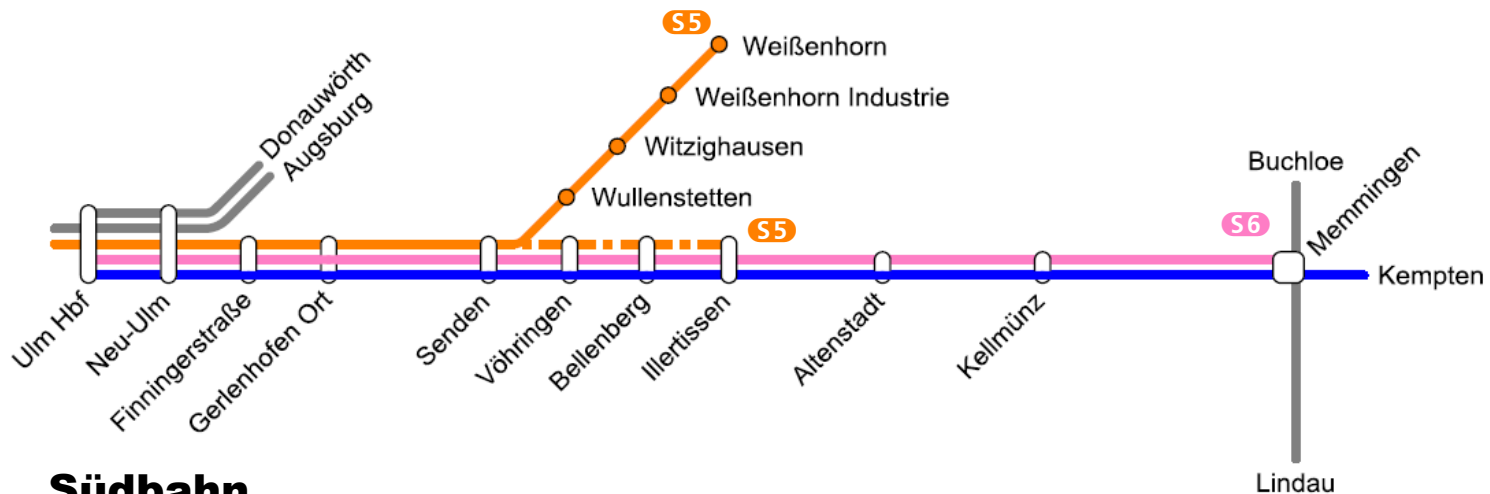 S5
Weißenhorn
Weißenhorn Industrie
Witzighausen
Wullenstetten
Donauwörth
Augsburg
S5
S6
Buchloe
Memmingen
Kempten
Lindau
Ulm Hbf
Neu-Ulm
Finningerstraße
Gerlenhofen Ort
Senden
Vöhringen
Bellenberg
Illertissen
Altenstadt
Kellmünz
Südbahn